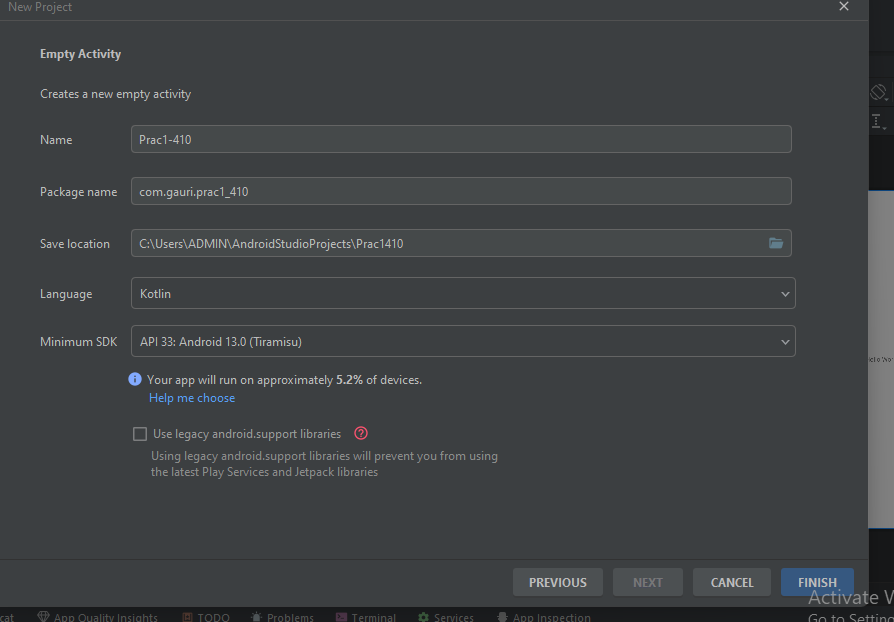 New Project
Empty Activity
Creates a new empty activity
Name Prac1-410
Package name com.gauri.prac1_410
Save location C:\Users\ADMIN\AndroidStudioProjects\Prac1410
Language Kotlin
Minimum SDK API 33: Android 13.0 (Tiramisu)
Your app will run on approximately 5.2% of devices.
Help me choose
Use legacy android.support libraries
Using legacy android.support libraries will prevent you from using
the latest Play Services and Jetpack libraries
PREVIOUS NEXT CANCEL FINISH
Activate W
Go to Setting
cat App Quality Insights TODO Problems Terminal Services App Inspection